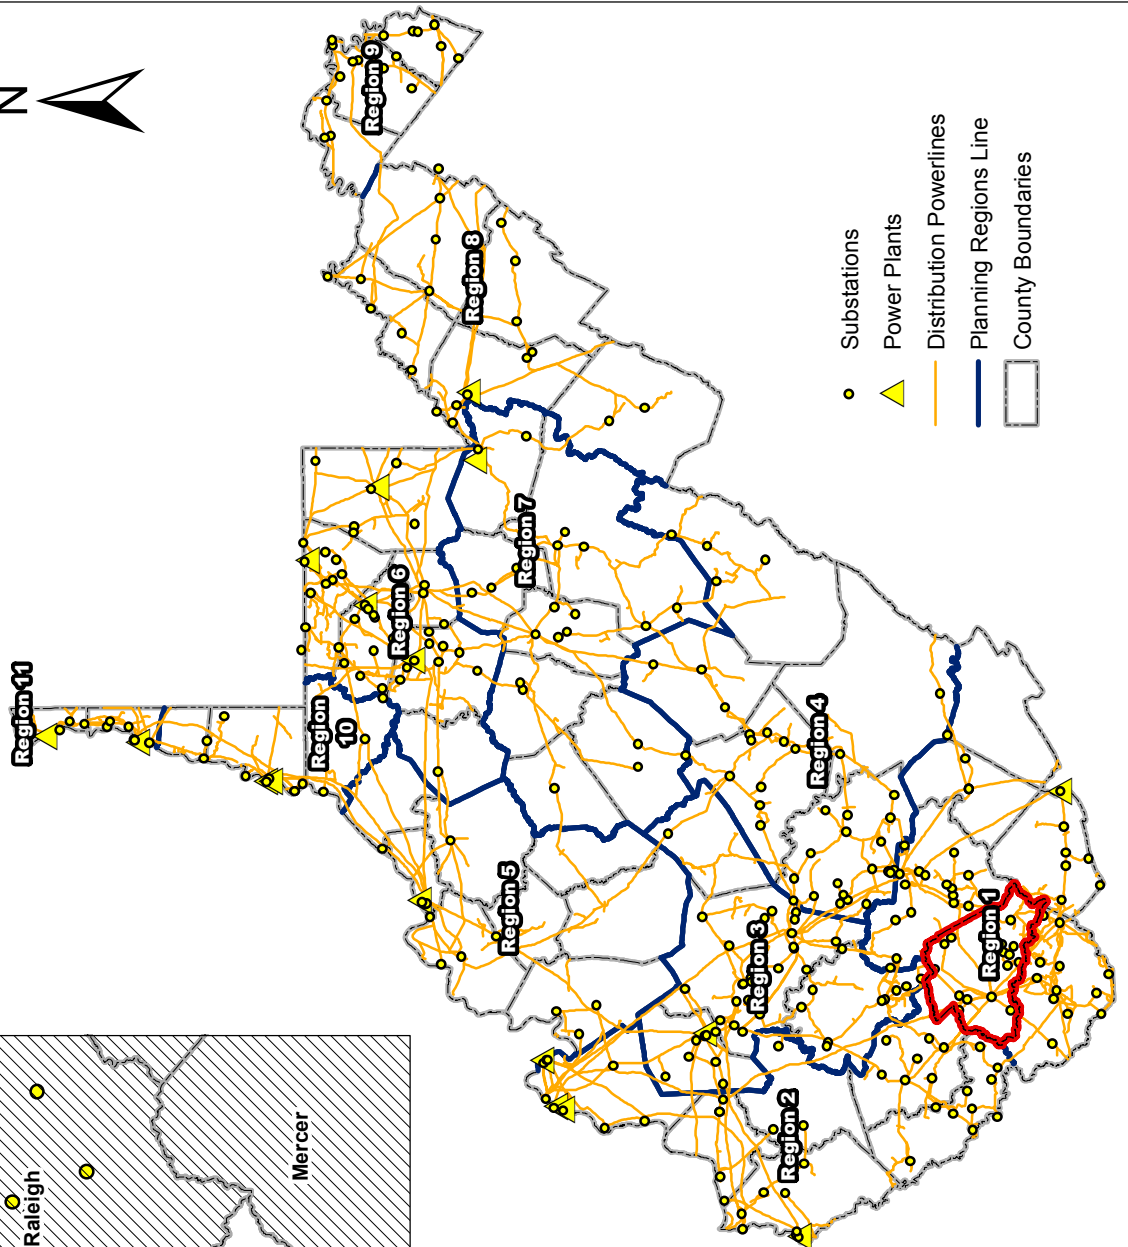 N
Region 11
Region 9
Region 8
Region 7
Region 6
Region
10
Region 5
Region 4
Region 3
Region 2
Region 1
Substations
Power Plants
Distribution Powerlines
Planning Regions Line
County Boundaries
Raleigh
Mercer